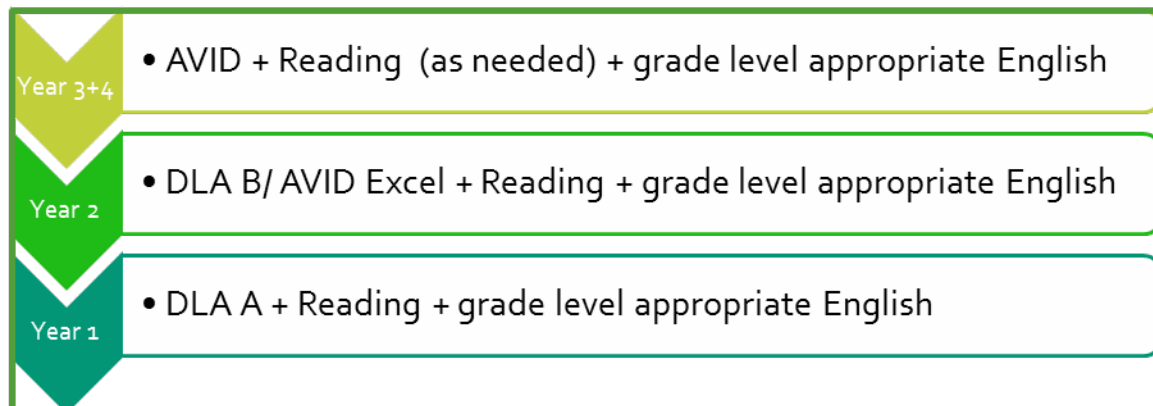 Year 3+4
• AVID + Reading (as needed) + grade level appropriate English
Year 2
• DLA B/ AVID Excel + Reading + grade level appropriate English
Year 1
• DLA A + Reading + grade level appropriate English